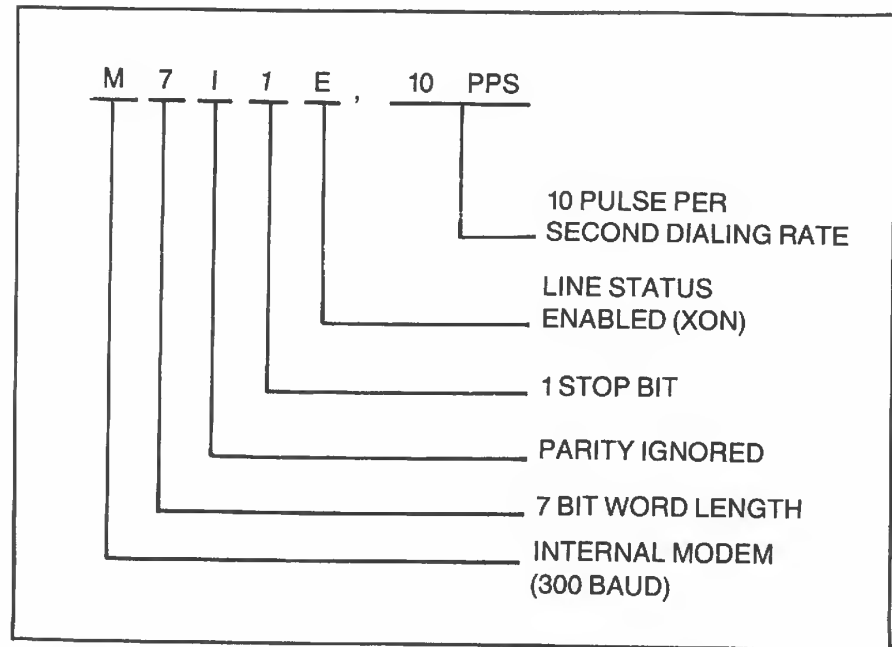 M 7 I 1 E , 10 PPS
10 PULSE PER
SECOND DIALING RATE
LINE STATUS
ENABLED (XON)
1 STOP BIT
PARITY IGNORED
7 BIT WORD LENGTH
INTERNAL MODEM
(300 BAUD)